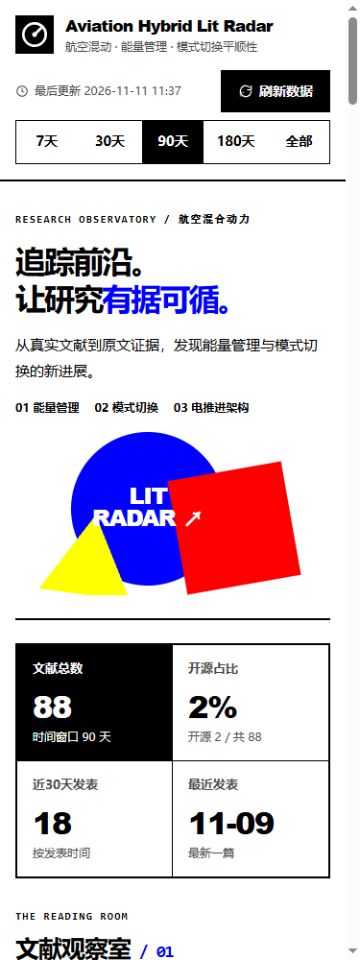 Aviation Hybrid Lit Radar
航空混动 · 能量管理 · 模式切换平顺性
最后更新 2026-11-11 11:37
刷新数据
7天 30天 90天 180天 全部
RESEARCH OBSERVATORY / 航空混合动力
追踪前沿。
让研究有据可循。
从真实文献到原文证据，发现能量管理与模式切
换的新进展。
01 能量管理 02 模式切换 03 电推进架构
LIT
RADAR ↗
文献总数
88
时间窗口 90 天
开源占比
2%
开源 2 / 共 88
近30天发表
18
按发表时间
最近发表
11-09
最新一篇
THE READING ROOM
文献观察室 / 01